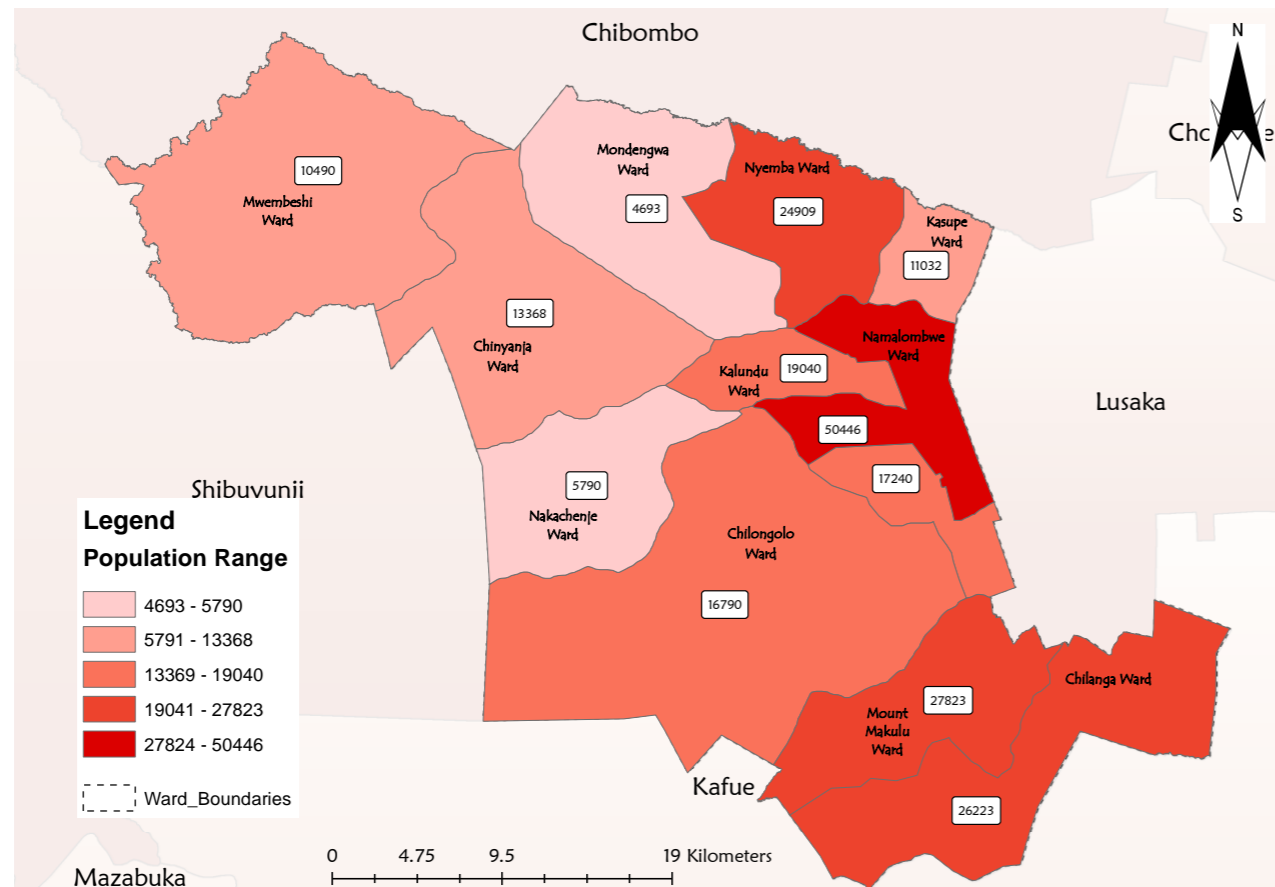 Chibombo
N
S
Mondengwa
Ward
4693
Nyemba Ward
24909
10490
Mwembeshi
Ward
Kasupe
Ward
11032
13368
Chinyanja
Ward
Namalombwe
Ward
Kalundu
Ward
19040
Lusaka
50446
17240
Shibuvunii
5790
Nakachenje
Ward
Chilongolo
Ward
16790
Legend
Population Range
4693 - 5790
5791 - 13368
13369 - 19040
19041 - 27823
27824 - 50446
Ward_Boundaries
Chilanga Ward
27823
Mount
Makulu
Ward
Kafue
26223
0 4.75 9.5 19 Kilometers
Mazabuka